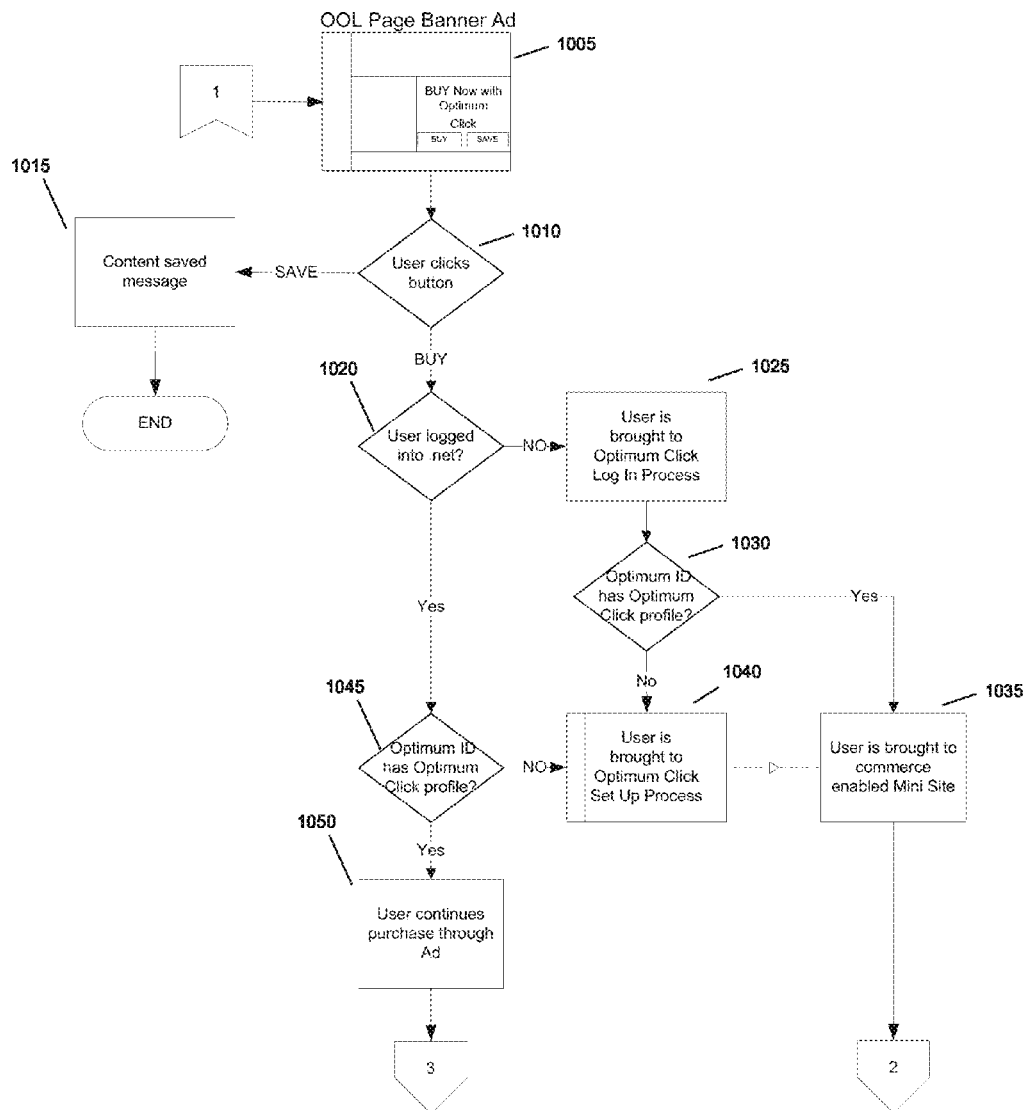 OOL Page Banner Ad
1005
1
BUY Now with
Optimum
Click
BUY
SAVE
1015
1010
Content saved
message
SAVE
User clicks
button
BUY
1020
1025
END
User logged
into .net?
NO
User is
brought to
Optimum Click
Log In Process
1030
Optimum ID
has Optimum
Click profile?
Yes
Yes
No
1040
1045
1035
Optimum ID
has Optimum
Click profile?
NO
User is
brought to
Optimum Click
Set Up Process
User is brought to
commerce
enabled Mini Site
Yes
1050
User continues
purchase through
Ad
3
2